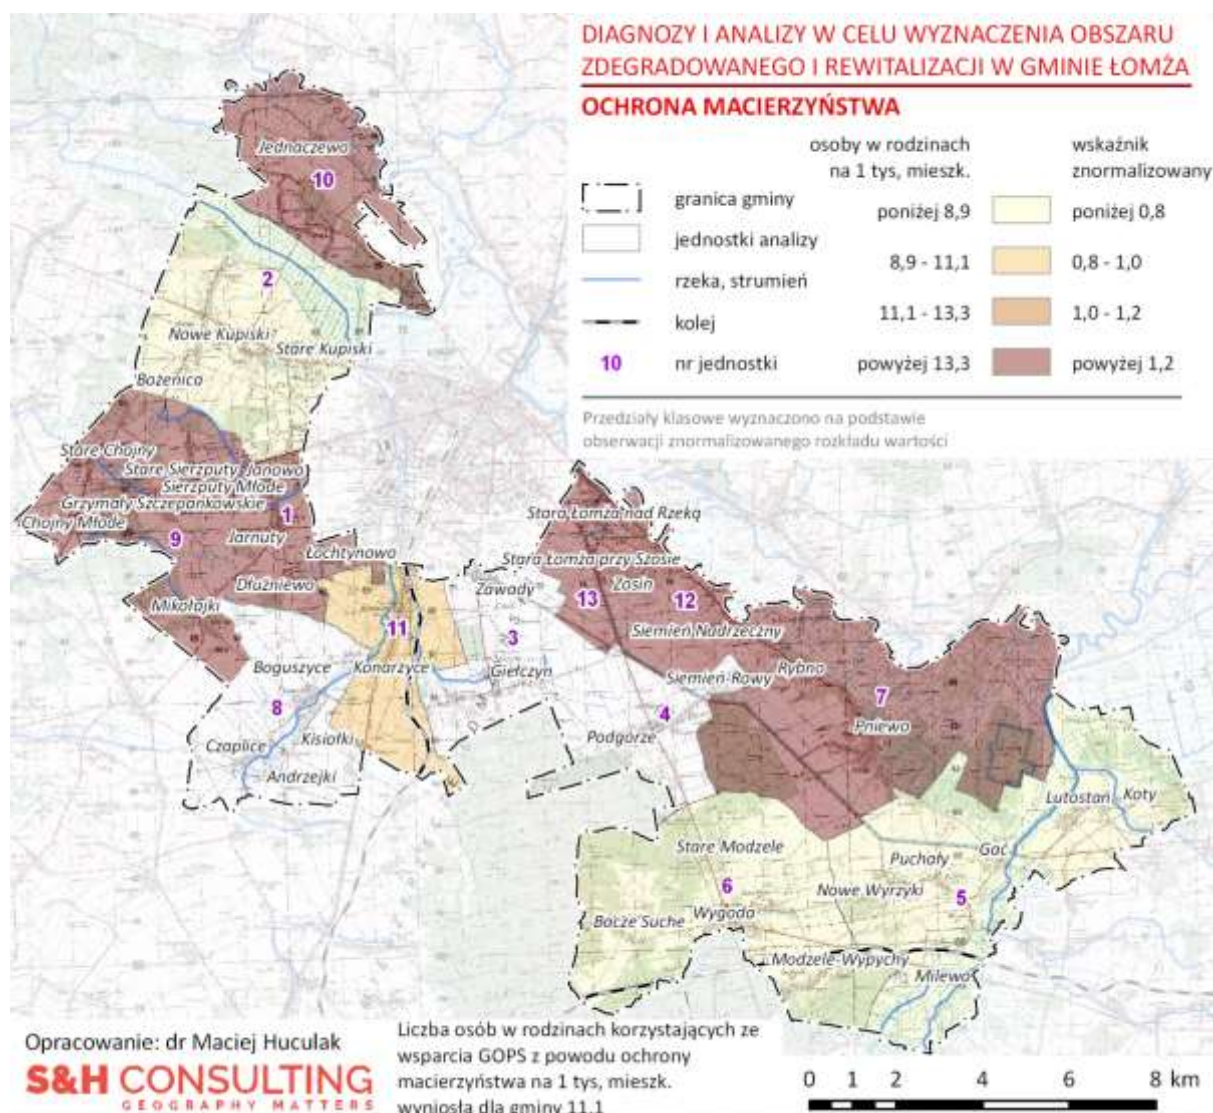 DIAGNOZY I ANALIZY W CELU WYZNACZENIA OBSZARU
ZDEGRADOWANEGO I REWITALIZACJI W GMINIE ŁOMŻA
OCHRONA MACIERZYŃSTWA
osoby w rodzinach
na 1 tys, mieszk.
wskaźnik
znormalizowany
granica gminy
jednostki analizy
rzeka, strumień
kolej
10 nr jednostki
poniżej 8,9 poniżej 0,8
8,9 - 11,1 0,8 - 1,0
11,1 - 13,3 1,0 - 1,2
powyżej 13,3 powyżej 1,2
Przedziały klasowe wyznaczono na podstawie
obserwacji znormalizowanego rozkładu wartości
Jednaczewo
10
2
Nowe Kupiski
Stare Kupiski
Bożenica
Stare Chojny
Stare Sierzputy
Janowo
Sierzputy Młode
Grzymały Szczepankowskie
Chojny Młode
1
9
Jarnuty
Łochtynowo
Dłużniewo
Mikołajki
11
Boguszyce
Konarzyce
8
Czaplice
Kisiołki
Andrzejki
Zawady
3
Giełczyn
Stara Łomża nad Rzeką
Stara Łomża przy Szosie
13
Zosin
12
Siemień Nadrzeczny
Rybno
Siemień-Rowy
7
4
Pniewo
Podgórze
Lutostań
Koty
Stare Modzele
Gać
Puchały
6
Nowe Wyrzyki
5
Bacze Suche
Wygoda
Modzele-Wypychy
Milewo
Opracowanie: dr Maciej Huculak
S&H CONSULTING
GEOGRAPHY MATTERS
Liczba osób w rodzinach korzystających ze
wsparcia GOPS z powodu ochrony
macierzyństwa na 1 tys, mieszk.
wyniosła dla gminy 11,1
0 1 2 4 6 8 km